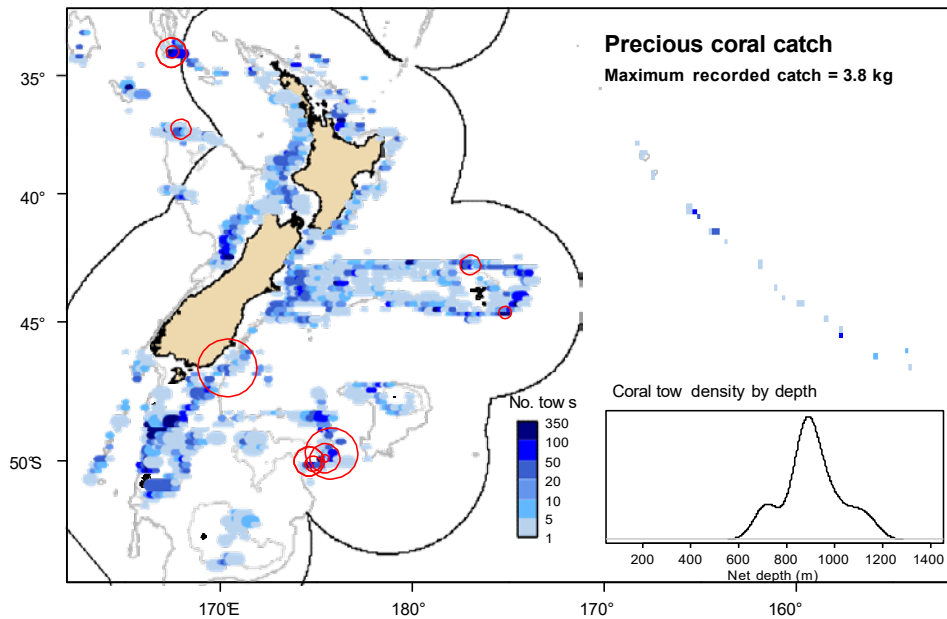 Precious coral catch
Maximum recorded catch = 3.8 kg
35°
40°
45°
50°S
No. tow s
350
100
50
20
10
5
1
Coral tow density by depth
200 400 600 800 1000 1200 1400
Net depth (m)
170°E 180° 170° 160°